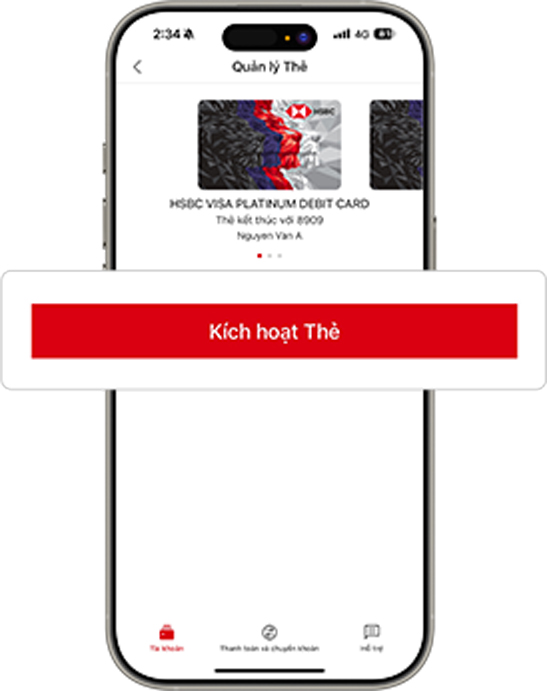 2:34
4G
61
Quản lý Thẻ
HSBC
HSBC VISA PLATINUM DEBIT CARD
Thẻ kết thúc với 8909
Nguyen Van A
Kích hoạt Thẻ
Tài khoản
Thanh toán và chuyển khoản
Hỗ trợ